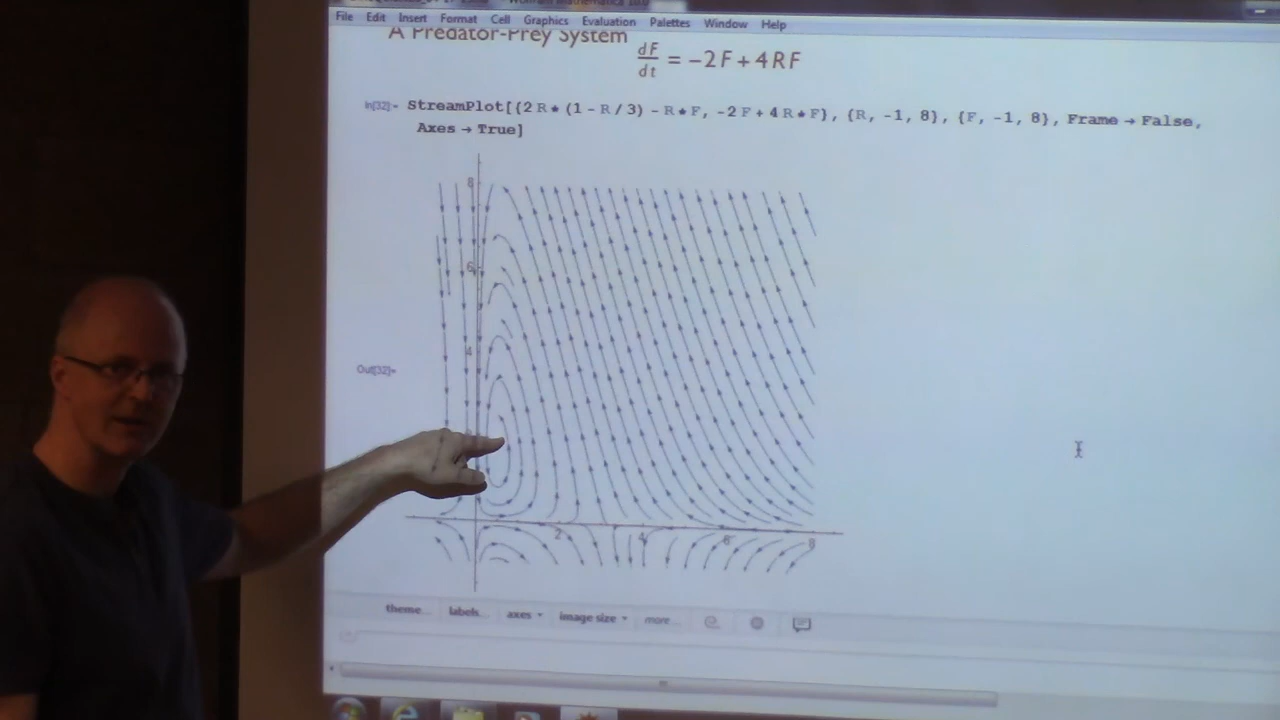 File Edit Insert Format Cell Graphics Evaluation Palettes Window Help
A Predator-Prey System
dF
dt
= −2F + 4RF
In[32]:= StreamPlot[{2 R * (1 - R / 3) - R * F, -2 F + 4 R * F}, {R, -1, 8}, {F, -1, 8}, Frame → False,
Axes → True]
8
6
4
Out[32]=
2 4 6 8
theme... labels... axes image size more...